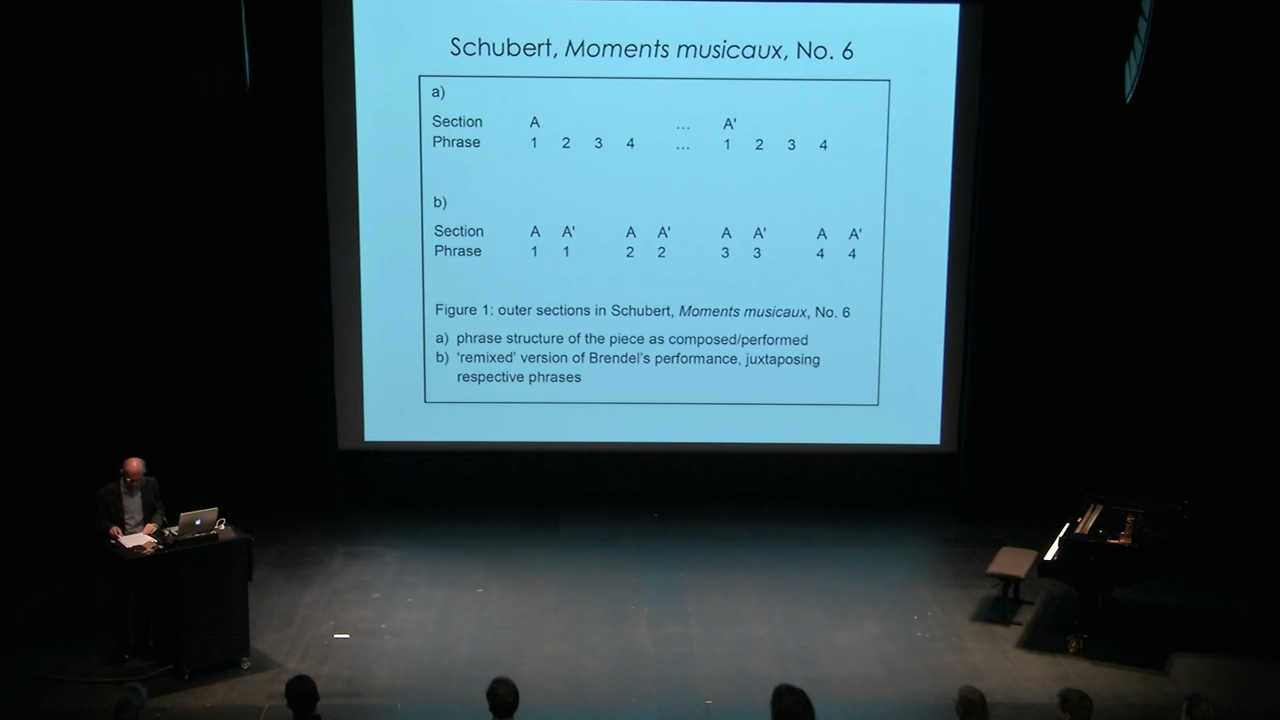 Schubert, Moments musicaux, No. 6
a)
Section A ... A'
Phrase 1 2 3 4 ... 1 2 3 4
b)
Section A A' A A' A A' A A'
Phrase 1 1 2 2 3 3 4 4
Figure 1: outer sections in Schubert, Moments musicaux, No. 6
a) phrase structure of the piece as composed/performed
b) 'remixed' version of Brendel's performance, juxtaposing
respective phrases